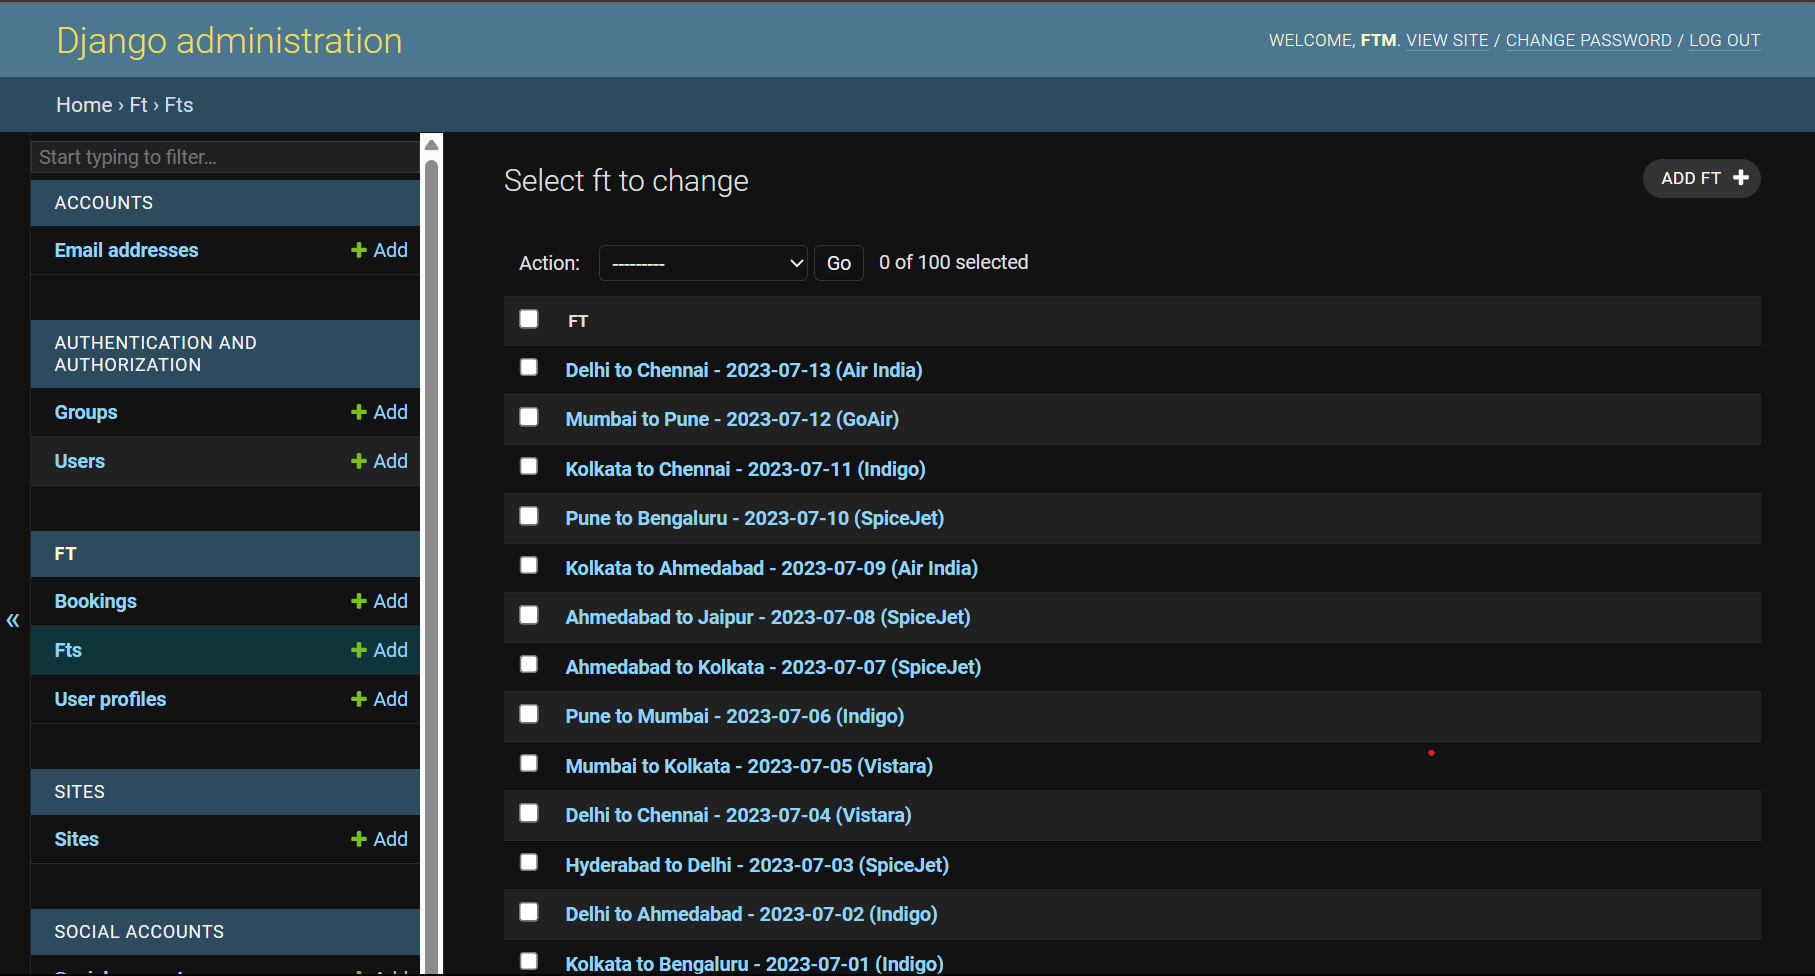 Django administration
WELCOME, FTM. VIEW SITE / CHANGE PASSWORD / LOG OUT
Home › Ft › Fts
Start typing to filter...
ACCOUNTS
Email addresses Add
AUTHENTICATION AND
AUTHORIZATION
Groups Add
Users Add
FT
Bookings Add
Fts Add
User profiles Add
SITES
Sites Add
SOCIAL ACCOUNTS
«
Select ft to change
ADD FT
Action: --------- Go 0 of 100 selected
FT
Delhi to Chennai - 2023-07-13 (Air India)
Mumbai to Pune - 2023-07-12 (GoAir)
Kolkata to Chennai - 2023-07-11 (Indigo)
Pune to Bengaluru - 2023-07-10 (SpiceJet)
Kolkata to Ahmedabad - 2023-07-09 (Air India)
Ahmedabad to Jaipur - 2023-07-08 (SpiceJet)
Ahmedabad to Kolkata - 2023-07-07 (SpiceJet)
Pune to Mumbai - 2023-07-06 (Indigo)
Mumbai to Kolkata - 2023-07-05 (Vistara)
Delhi to Chennai - 2023-07-04 (Vistara)
Hyderabad to Delhi - 2023-07-03 (SpiceJet)
Delhi to Ahmedabad - 2023-07-02 (Indigo)
Kolkata to Bengaluru - 2023-07-01 (Indigo)